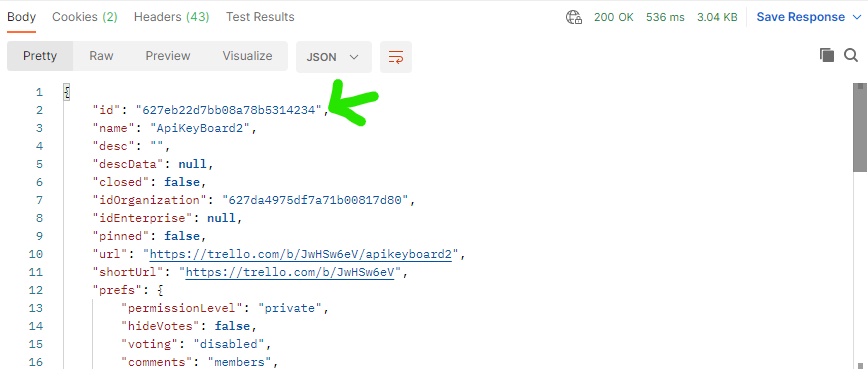 Body Cookies (2) Headers (43) Test Results 200 OK 536 ms 3.04 KB Save Response
Pretty Raw Preview Visualize JSON
1 {
2 "id": "627eb22d7bb08a78b5314234",
3 "name": "ApiKeyBoard2",
4 "desc": "",
5 "descData": null,
6 "closed": false,
7 "idOrganization": "627da4975df7a71b00817d80",
8 "idEnterprise": null,
9 "pinned": false,
10 "url": "https://trello.com/b/JwHSw6eV/apikeyboard2",
11 "shortUrl": "https://trello.com/b/JwHSw6eV",
12 "prefs": {
13 "permissionLevel": "private",
14 "hideVotes": false,
15 "voting": "disabled",
16 "comments": "members",